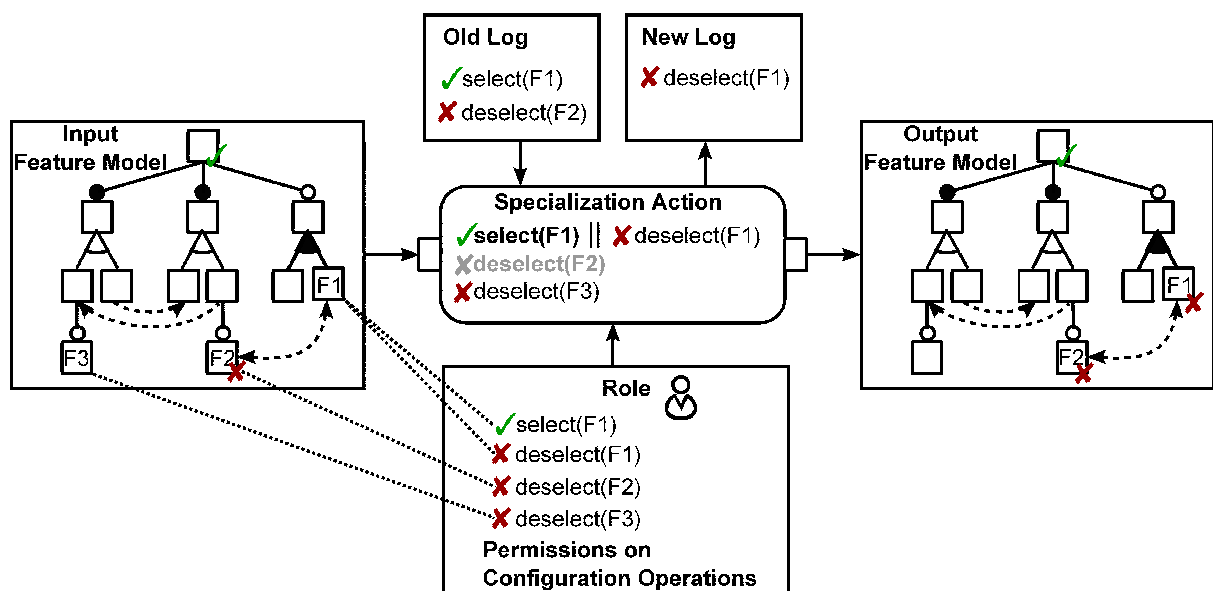 Old Log
✓select(F1)
✘deselect(F2)
New Log
✘deselect(F1)
Input
Feature Model
F1
F3
F2
Specialization Action
✓select(F1) || ✘deselect(F1)
✘deselect(F2)
✘deselect(F3)
Output
Feature Model
F1
F2
Role
✓select(F1)
✘deselect(F1)
✘deselect(F2)
✘deselect(F3)
Permissions on
Configuration Operations